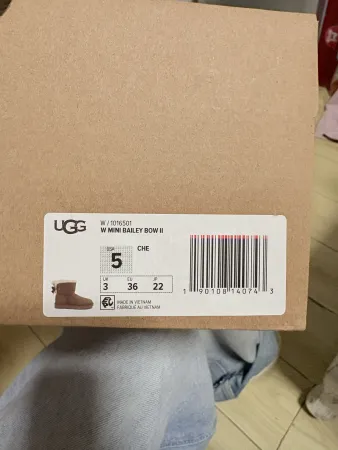 UGG
W / 1016501
W MINI BAILEY BOW II
USA
5
CHE
UK
3
EU
36
JP
22
MADE IN VIETNAM
FABRIQUÉ AU VIETNAM
1 90108 14074 3